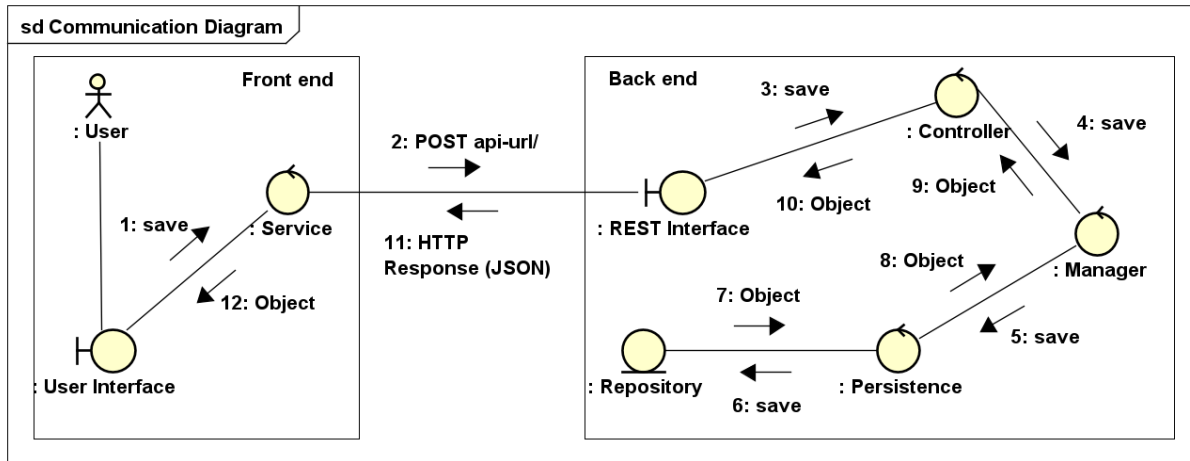 sd Communication Diagram
Front end
Back end
: User
1: save
: Service
12: Object
: User Interface
2: POST api-url/
11: HTTP
Response (JSON)
3: save
: Controller
4: save
10: Object
9: Object
: REST Interface
8: Object
: Manager
7: Object
5: save
: Repository
: Persistence
6: save